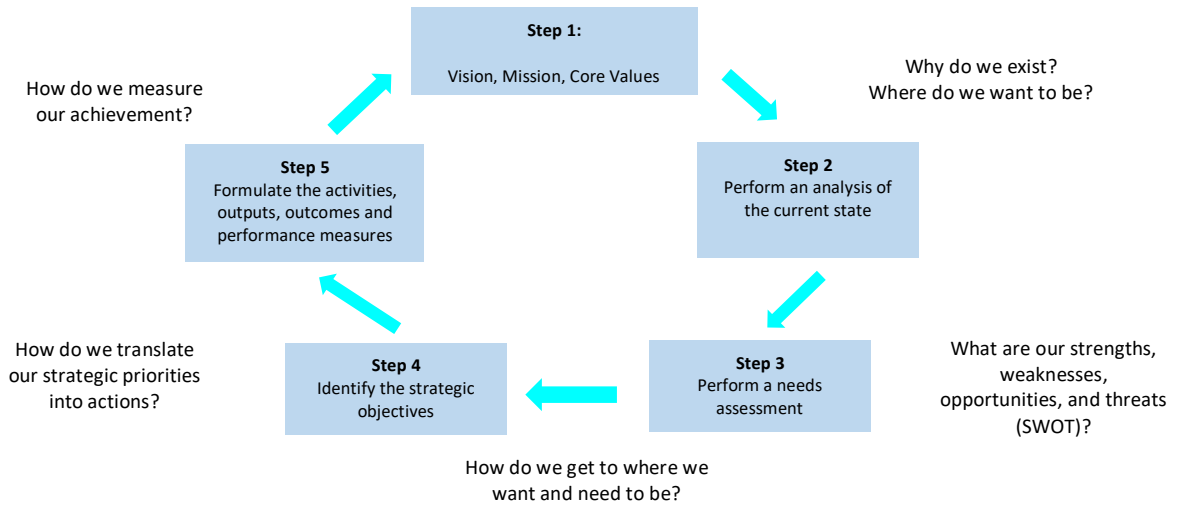 Step 1:
Vision, Mission, Core Values
Why do we exist?
Where do we want to be?
Step 2
Perform an analysis of
the current state
What are our strengths,
weaknesses,
opportunities, and threats
(SWOT)?
Step 3
Perform a needs
assessment
How do we get to where we
want and need to be?
Step 4
Identify the strategic
objectives
How do we translate
our strategic priorities
into actions?
Step 5
Formulate the activities,
outputs, outcomes and
performance measures
How do we measure
our achievement?